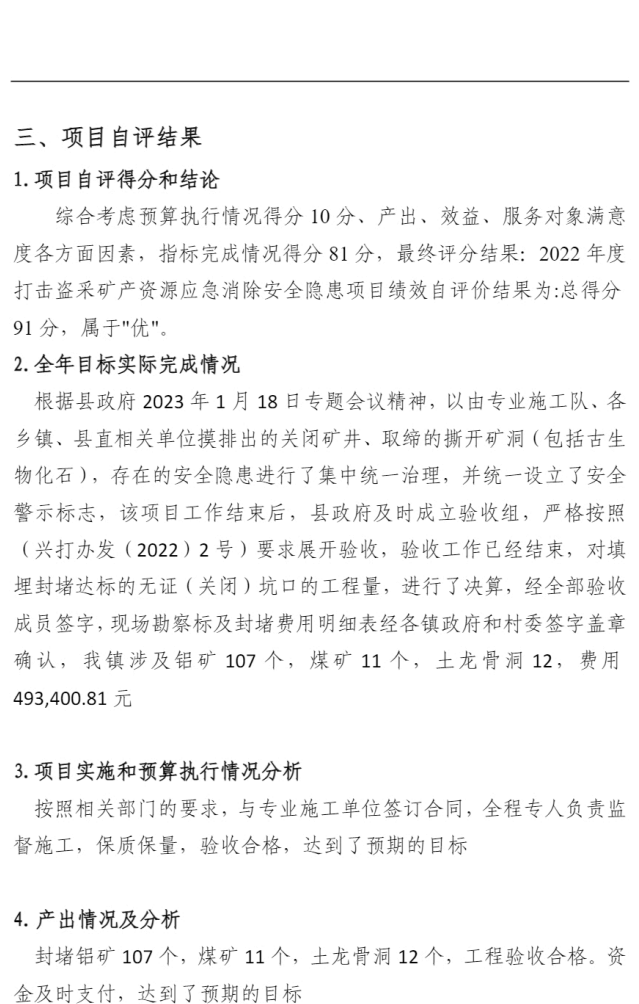 三、项目自评结果
1.项目自评得分和结论
综合考虑预算执行情况得分 10 分、产出、效益、服务对象满意
度各方面因素，指标完成情况得分 81 分，最终评分结果：2022 年度
打击盗采矿产资源应急消除安全隐患项目绩效自评价结果为:总得分
91 分，属于"优"。
2.全年目标实际完成情况
根据县政府 2023 年 1 月 18 日专题会议精神，以由专业施工队、各
乡镇、县直相关单位摸排出的关闭矿井、取缔的撕开矿洞（包括古生
物化石），存在的安全隐患进行了集中统一治理，并统一设立了安全
警示标志，该项目工作结束后，县政府及时成立验收组，严格按照
（兴打办发（2022）2 号）要求展开验收，验收工作已经结束，对填
埋封堵达标的无证（关闭）坑口的工程量，进行了决算，经全部验收
成员签字，现场勘察标及封堵费用明细表经各镇政府和村委签字盖章
确认，我镇涉及铝矿 107 个，煤矿 11 个，土龙骨洞 12，费用
493,400.81 元
3.项目实施和预算执行情况分析
按照相关部门的要求，与专业施工单位签订合同，全程专人负责监
督施工，保质保量，验收合格，达到了预期的目标
4.产出情况及分析
封堵铝矿 107 个，煤矿 11 个，土龙骨洞 12 个，工程验收合格。资
金及时支付，达到了预期的目标